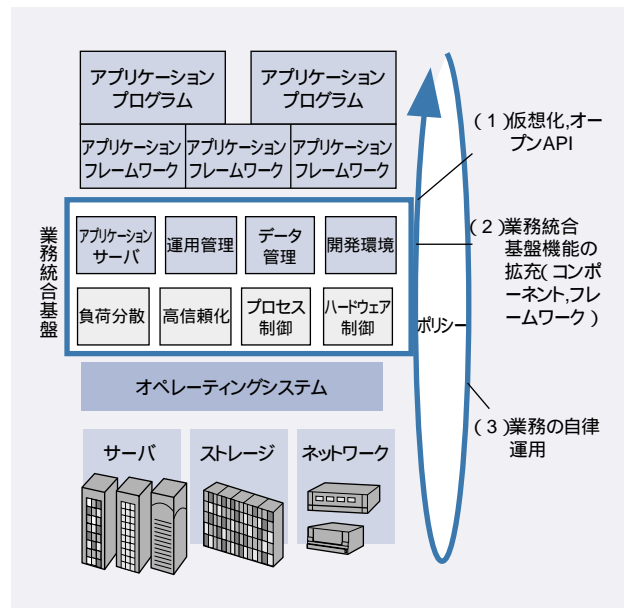 アプリケーション
プログラム
アプリケーション
プログラム
アプリケーション
フレームワーク
アプリケーション
フレームワーク
アプリケーション
フレームワーク
業務統合基盤
アプリケーション
サーバ
運用管理
データ
管理
開発環境
負荷分散
高信頼化
プロセス
制御
ハードウェア
制御
オペレーティングシステム
サーバ
ストレージ
ネットワーク
ポリシー
(1)仮想化,オー
プンAPI
(2)業務統合
基盤機能の
拡充(コンポ
ーネント,フレ
ームワーク)
(3)業務の自律
運用